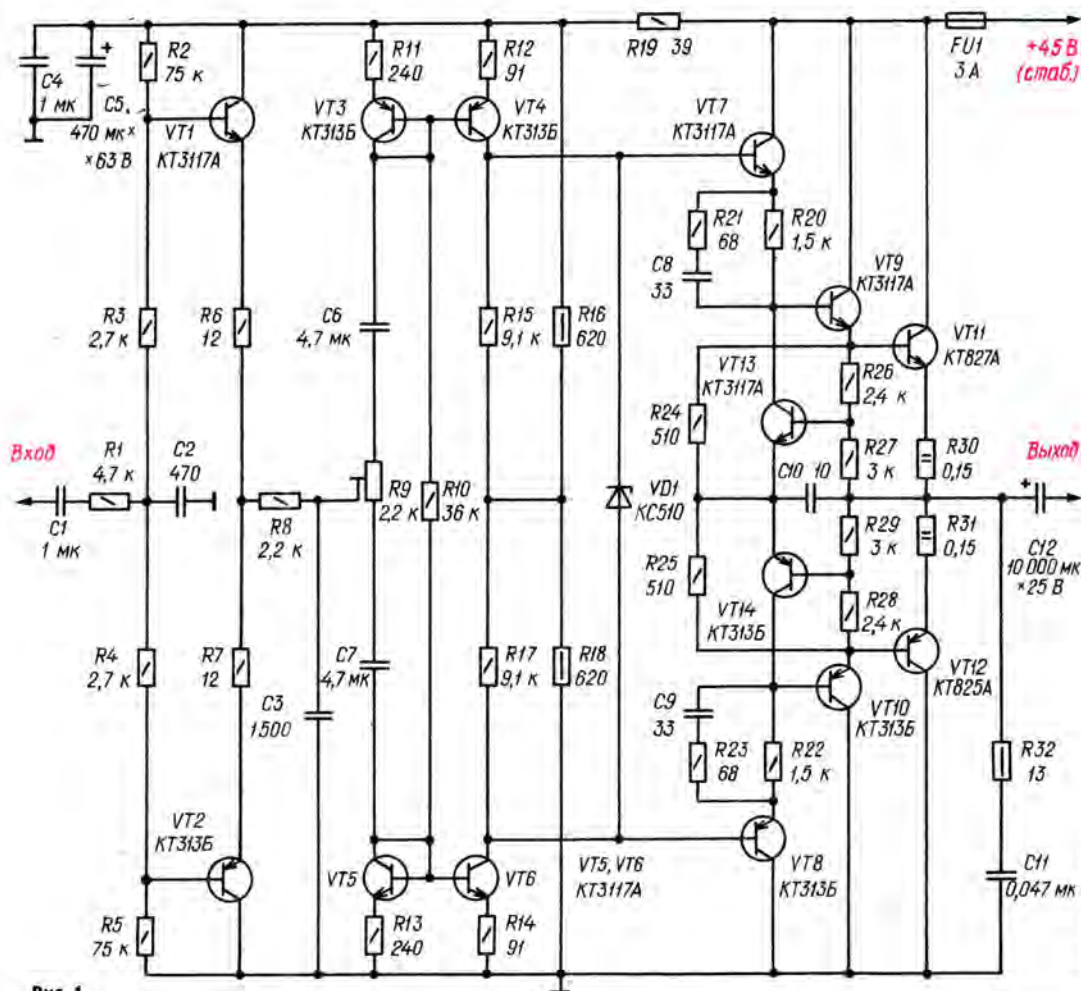 R2
75 к
C4
1 мк
C5,
470 мк×
×63 В
VT1
КТ3117А
R11
240
VT3
КТ313Б
R12
91
VT4
КТ313Б
R19 39
FU1
3 А
+45 В
(стаб.)
VT7
КТ3117А
R21
68
R20
1,5 к
C8
33
VT9
КТ3117А
R3
2,7 к
R6
12
C6
4,7 мк
R15
9,1 к
R16
620
VT11
КТ827А
VT13
КТ3117А
R26
2,4 к
R24
510
Вход
R1
4,7 к
C2
470
C1
1 мк
R8
2,2 к
R9
2,2 к
R10
36 к
VD1
КС510
C10 10
R27
3 к
R30
0,15
Выход
R29
3 к
R31
0,15
C12
10 000 мк
×25 В
R25
510
VT14
КТ313Б
R28
2,4 к
R4
2,7 к
R7
12
C3
1500
C7
4,7 мк
R17
9,1 к
R18
620
VT12
КТ825А
VT10
КТ313Б
C9
33
R23
68
R22
1,5 к
R32
13
VT2
КТ313Б
VT5
VT6
VT5, VT6
КТ3117А
VT8
КТ313Б
C11
0,047 мк
R5
75 к
R13
240
R14
91
Рис. 1